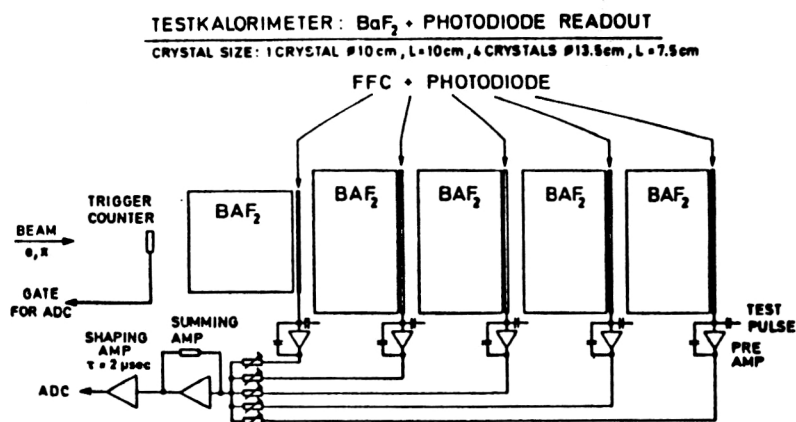 TESTKALORIMETER: BaF₂ + PHOTODIODE READOUT
CRYSTAL SIZE: 1 CRYSTAL ø10cm, L=10cm, 4 CRYSTALS ø13.5cm, L=7.5cm
FFC + PHOTODIODE
BAF₂
BAF₂
BAF₂
BAF₂
BAF₂
TRIGGER
COUNTER
BEAM
e,π
GATE
FOR ADC
SHAPING
AMP
τ = 2 μsec
SUMMING
AMP
ADC
TEST
PULSE
PRE
AMP